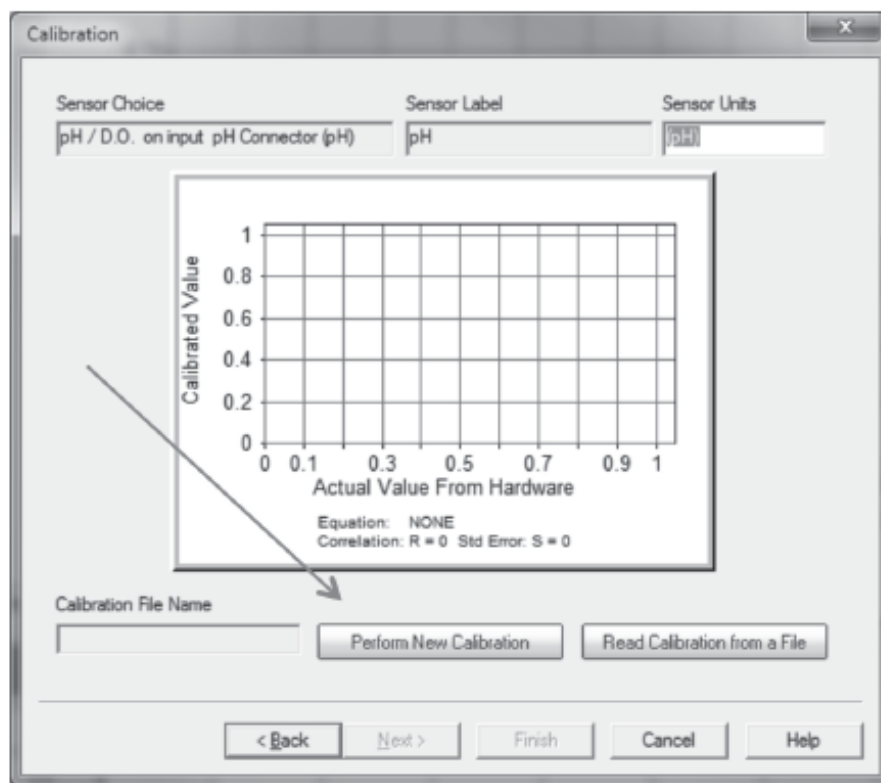 Calibration
x
Sensor Choice
Sensor Label
Sensor Units
pH / D.O. on input pH Connector (pH)
pH
(pH)
Calibrated Value
1
0.8
0.6
0.4
0.2
0
0 0.1 0.3 0.5 0.7 0.9 1
Actual Value From Hardware
Equation: NONE
Correlation: R = 0 Std Error: S = 0
Calibration File Name
Perform New Calibration
Read Calibration from a File
< Back
Next >
Finish
Cancel
Help